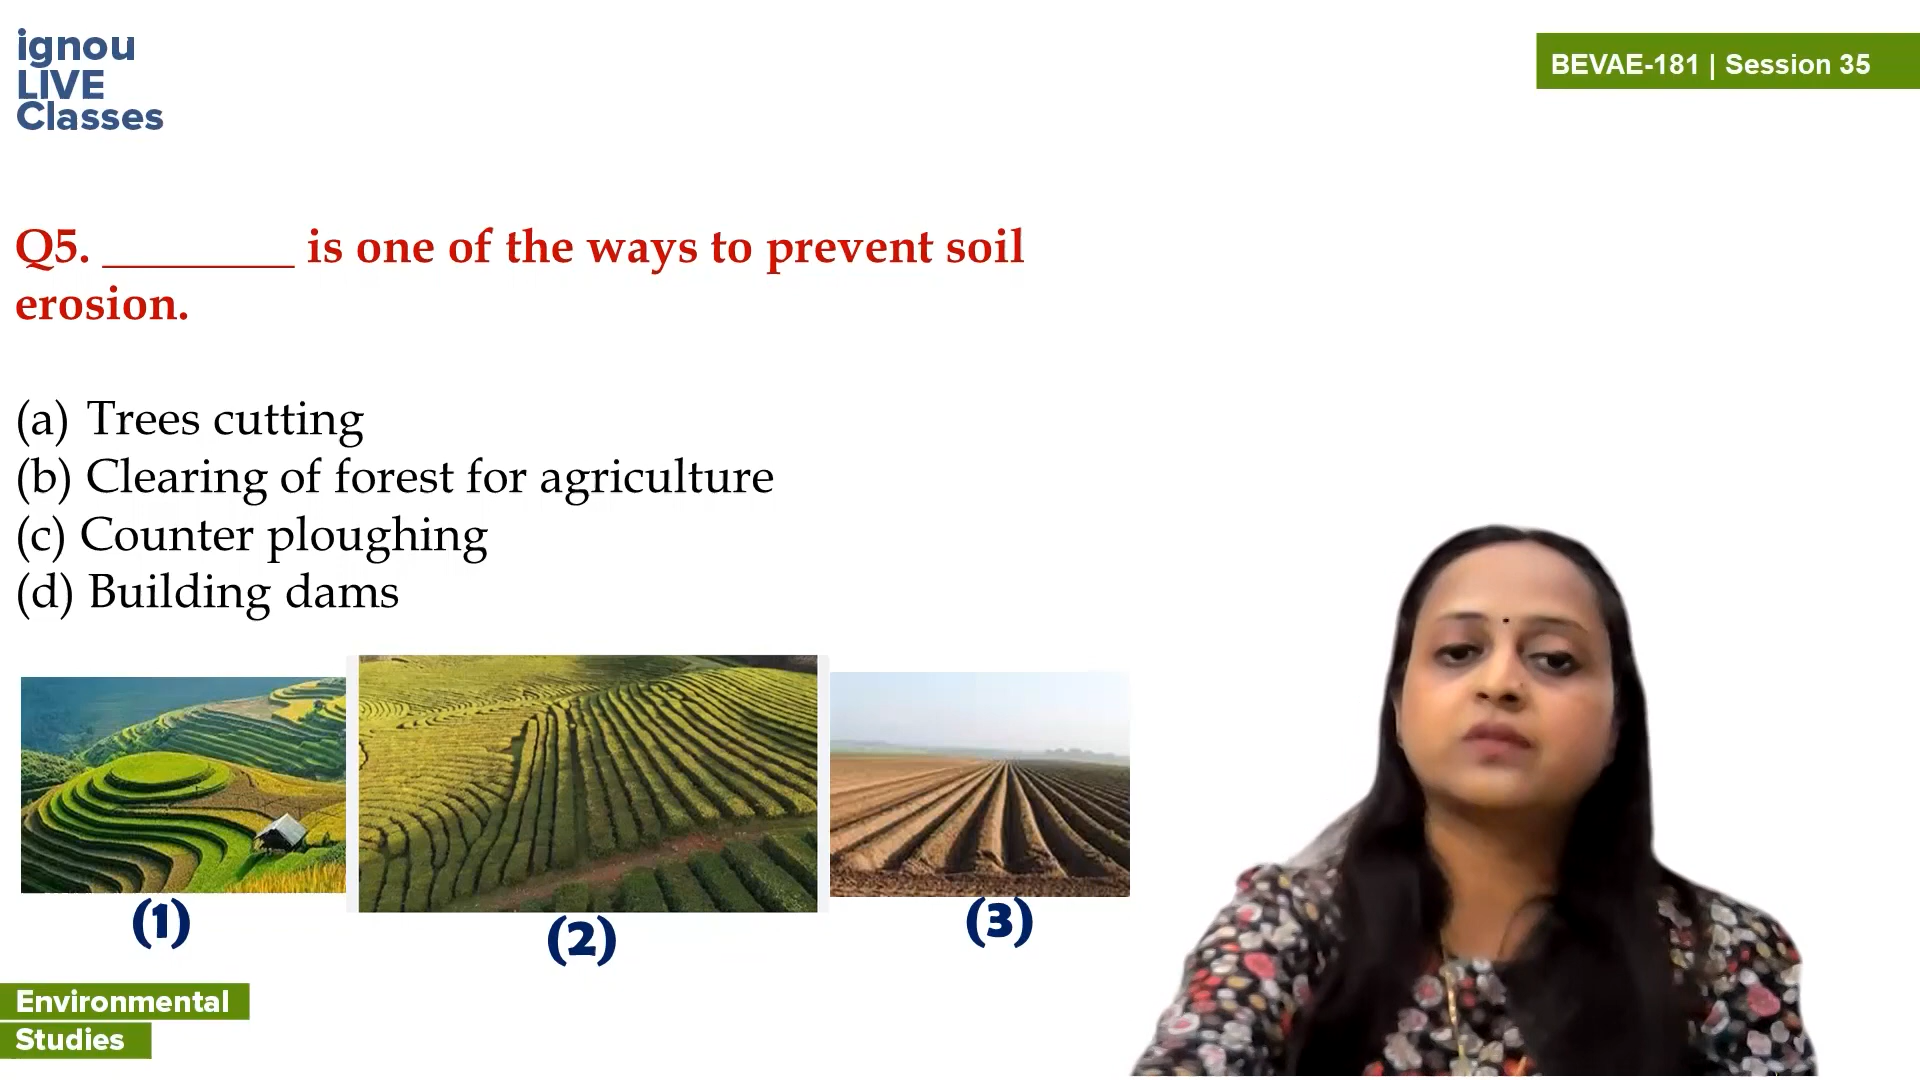 ignou
LIVE
Classes
BEVAE-181 | Session 35
Q5. ________ is one of the ways to prevent soil
erosion.
(a) Trees cutting
(b) Clearing of forest for agriculture
(c) Counter ploughing
(d) Building dams
(1)
(2)
(3)
Environmental
Studies